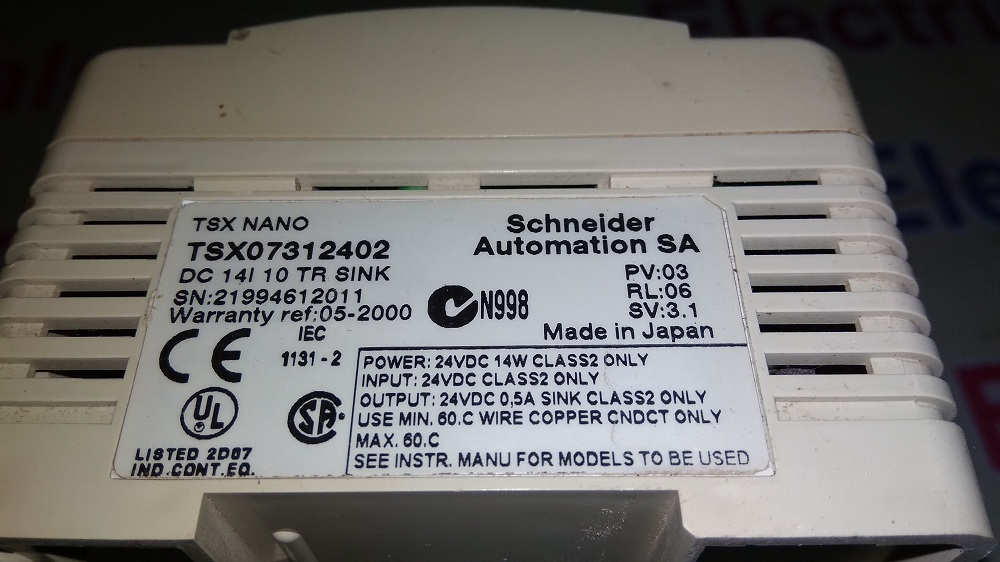 TSX NANO
TSX07312402
DC 14I 10 TR SINK
SN:21994612011
Warranty ref:05-2000
Schneider
Automation SA
PV:03
RL:06
SV:3.1
N998
Made in Japan
CE
IEC
1131-2
UL
SA
LISTED 2D87
IND.CONT.EQ.
POWER: 24VDC 14W CLASS2 ONLY
INPUT: 24VDC CLASS2 ONLY
OUTPUT: 24VDC 0,5A SINK CLASS2 ONLY
USE MIN. 60.C WIRE COPPER CNDCT ONLY
MAX. 60.C
SEE INSTR. MANU FOR MODELS TO BE USED
Electri
Ele